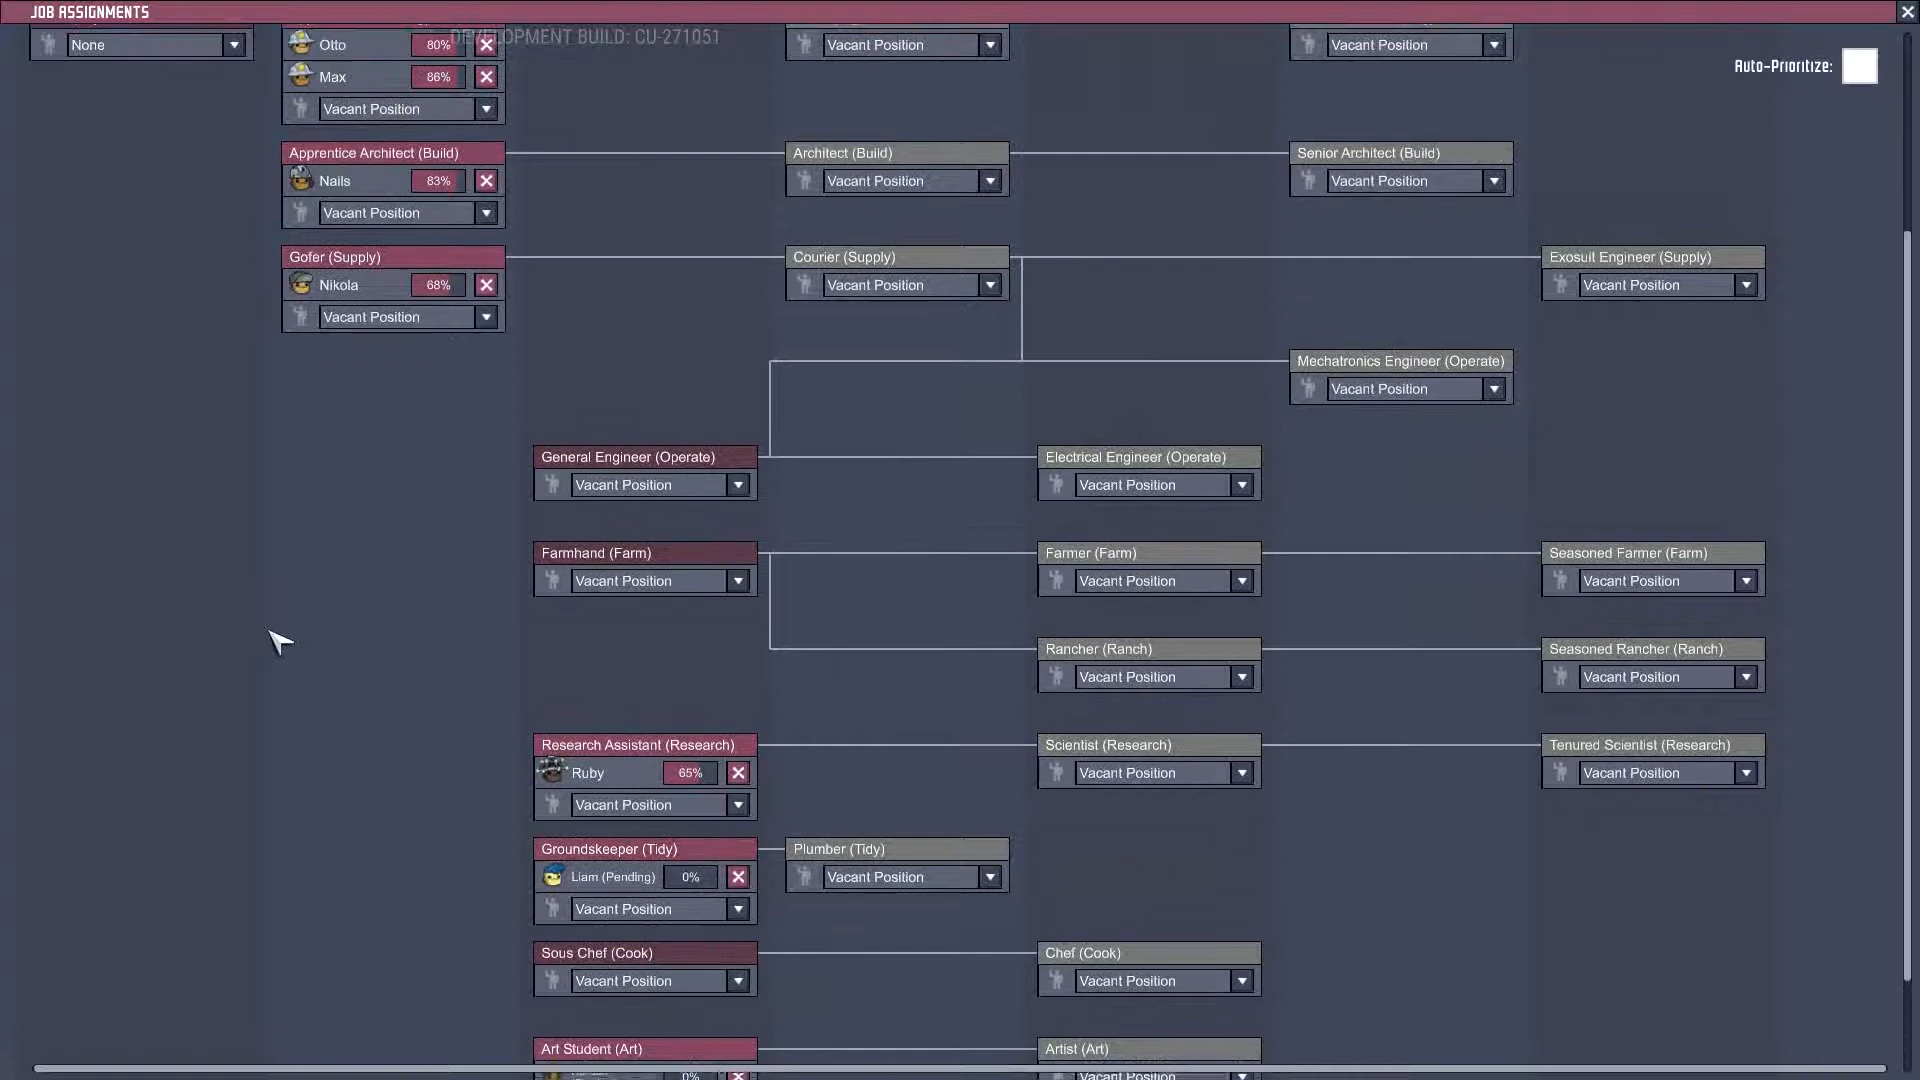 JOB ASSIGNMENTS
DEVELOPMENT BUILD: CU-271051
Auto-Prioritize:
None
Otto 80% Vacant Position Vacant Position
Max 86%
Vacant Position
Apprentice Architect (Build) Architect (Build) Senior Architect (Build)
Nails 83% Vacant Position Vacant Position
Vacant Position
Gofer (Supply) Courier (Supply) Exosuit Engineer (Supply)
Nikola 68% Vacant Position Vacant Position
Vacant Position
Mechatronics Engineer (Operate)
Vacant Position
General Engineer (Operate) Electrical Engineer (Operate)
Vacant Position Vacant Position
Farmhand (Farm) Farmer (Farm) Seasoned Farmer (Farm)
Vacant Position Vacant Position Vacant Position
Rancher (Ranch) Seasoned Rancher (Ranch)
Vacant Position Vacant Position
Research Assistant (Research) Scientist (Research) Tenured Scientist (Research)
Ruby 65% Vacant Position Vacant Position
Vacant Position
Groundskeeper (Tidy) Plumber (Tidy)
Liam (Pending) 0% Vacant Position
Vacant Position
Sous Chef (Cook) Chef (Cook)
Vacant Position Vacant Position
Art Student (Art) Artist (Art)
0% Vacant Position